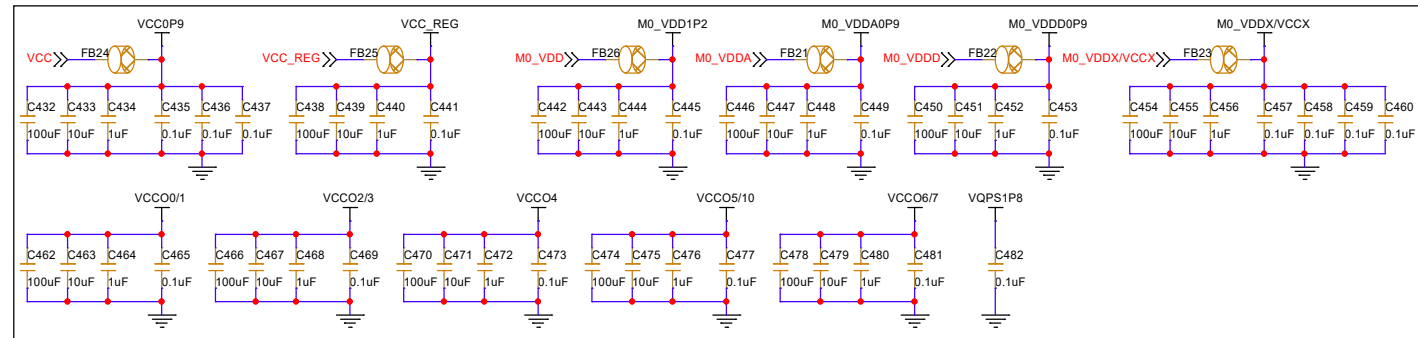 VCC0P9 VCC_REG M0_VDD1P2 M0_VDDA0P9 M0_VDDD0P9 M0_VDDX/VCCX
FB24 FB25 FB26 FB21 FB22 FB23
VCC VCC_REG M0_VDD M0_VDDA M0_VDDD M0_VDDX/VCCX
C432 C433 C434 C435 C436 C437 C438 C439 C440 C441 C442 C443 C444 C445 C446 C447 C448 C449 C450 C451 C452 C453 C454 C455 C456 C457 C458 C459 C460
100uF 10uF 1uF 0.1uF 0.1uF 0.1uF 100uF 10uF 1uF 0.1uF 100uF 10uF 1uF 0.1uF 100uF 10uF 1uF 0.1uF 100uF 10uF 1uF 0.1uF 100uF 10uF 1uF 0.1uF 0.1uF 0.1uF 0.1uF
VCCO0/1 VCCO2/3 VCCO4 VCCO5/10 VCCO6/7 VQPS1P8
C462 C463 C464 C465 C466 C467 C468 C469 C470 C471 C472 C473 C474 C475 C476 C477 C478 C479 C480 C481 C482
100uF 10uF 1uF 0.1uF 100uF 10uF 1uF 0.1uF 100uF 10uF 1uF 0.1uF 100uF 10uF 1uF 0.1uF 100uF 10uF 1uF 0.1uF 0.1uF